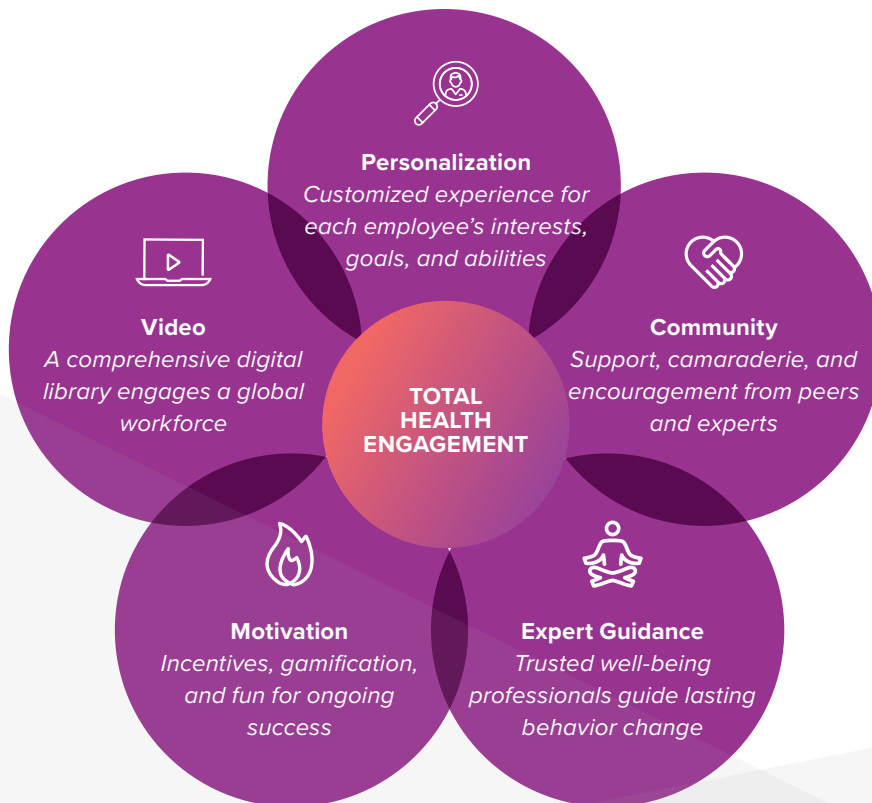 Personalization
Customized experience for
each employee’s interests,
goals, and abilities
Video
A comprehensive digital
library engages a global
workforce
Community
Support, camaraderie, and
encouragement from peers
and experts
TOTAL
HEALTH
ENGAGEMENT
Motivation
Incentives, gamification,
and fun for ongoing
success
Expert Guidance
Trusted well-being
professionals guide lasting
behavior change